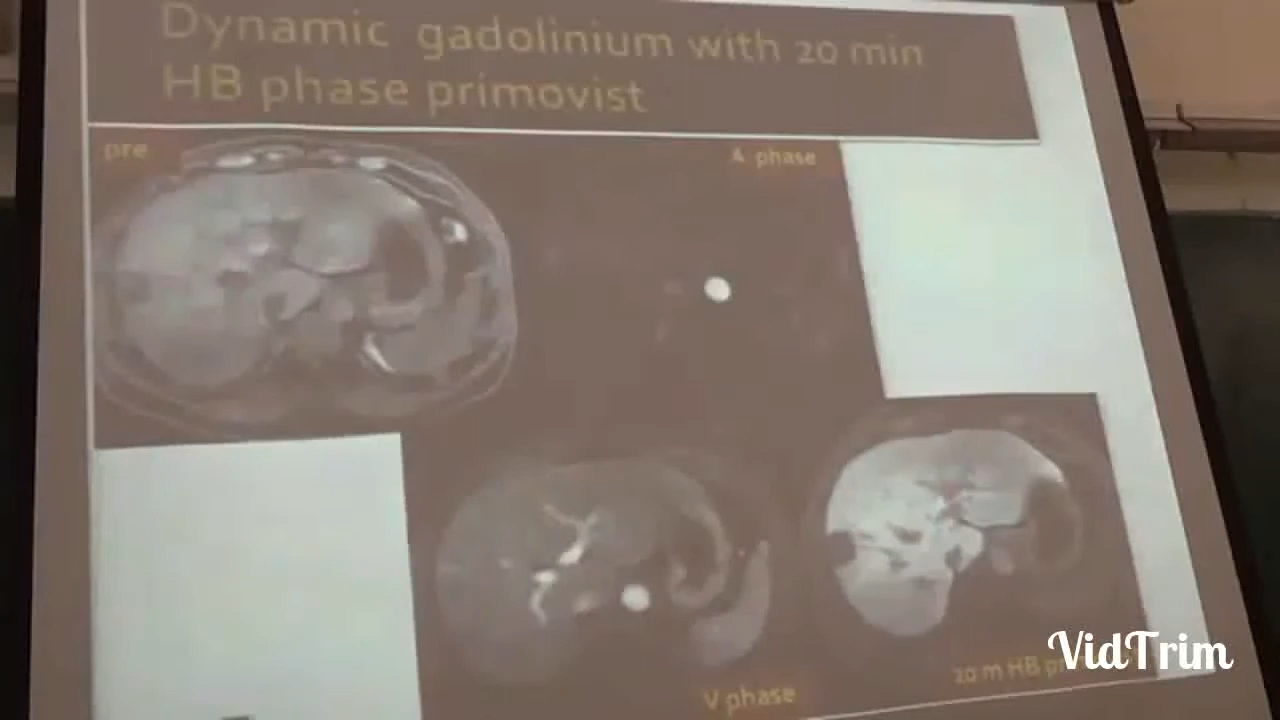 Dynamic gadolinium with 20 min
HB phase primovist
pre
A phase
V phase
20 m HB
VidTrim